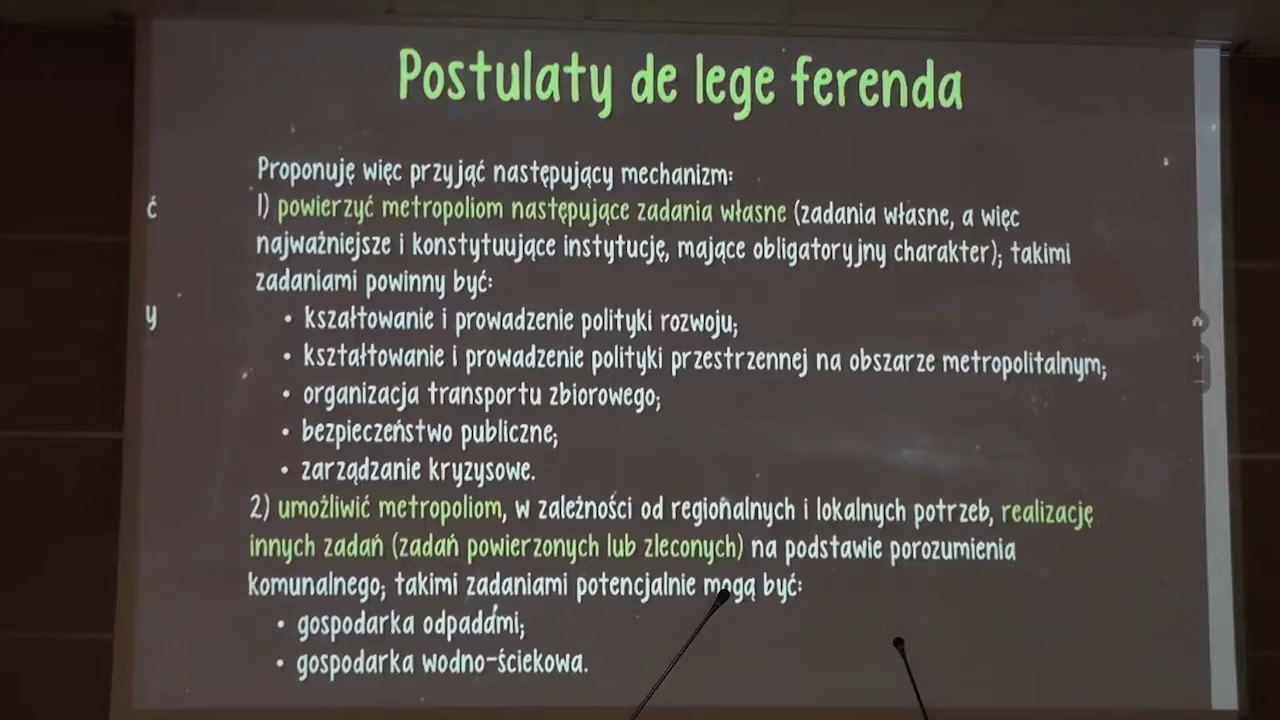 Postulaty de lege ferenda
Proponuję więc przyjąć następujący mechanizm:
1) powierzyć metropoliom następujące zadania własne (zadania własne, a więc
najważniejsze i konstytuujące instytucję, mające obligatoryjny charakter); takimi
zadaniami powinny być:
• kształtowanie i prowadzenie polityki rozwoju;
• kształtowanie i prowadzenie polityki przestrzennej na obszarze metropolitalnym;
• organizacja transportu zbiorowego;
• bezpieczeństwo publiczne;
• zarządzanie kryzysowe.
2) umożliwić metropoliom, w zależności od regionalnych i lokalnych potrzeb, realizację
innych zadań (zadań powierzonych lub zleconych) na podstawie porozumienia
komunalnego; takimi zadaniami potencjalnie mogą być:
• gospodarka odpadami;
• gospodarka wodno-ściekowa.
ć
y